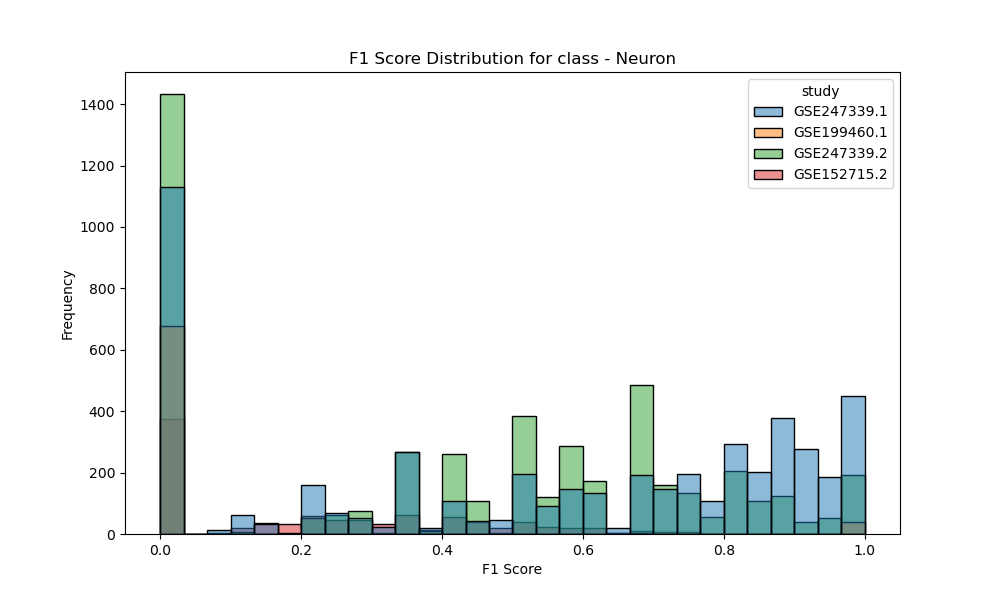 F1 Score Distribution for class - Neuron
study
GSE247339.1
GSE199460.1
GSE247339.2
GSE152715.2
Frequency
1400
1200
1000
800
600
400
200
0
0.0 0.2 0.4 0.6 0.8 1.0
F1 Score